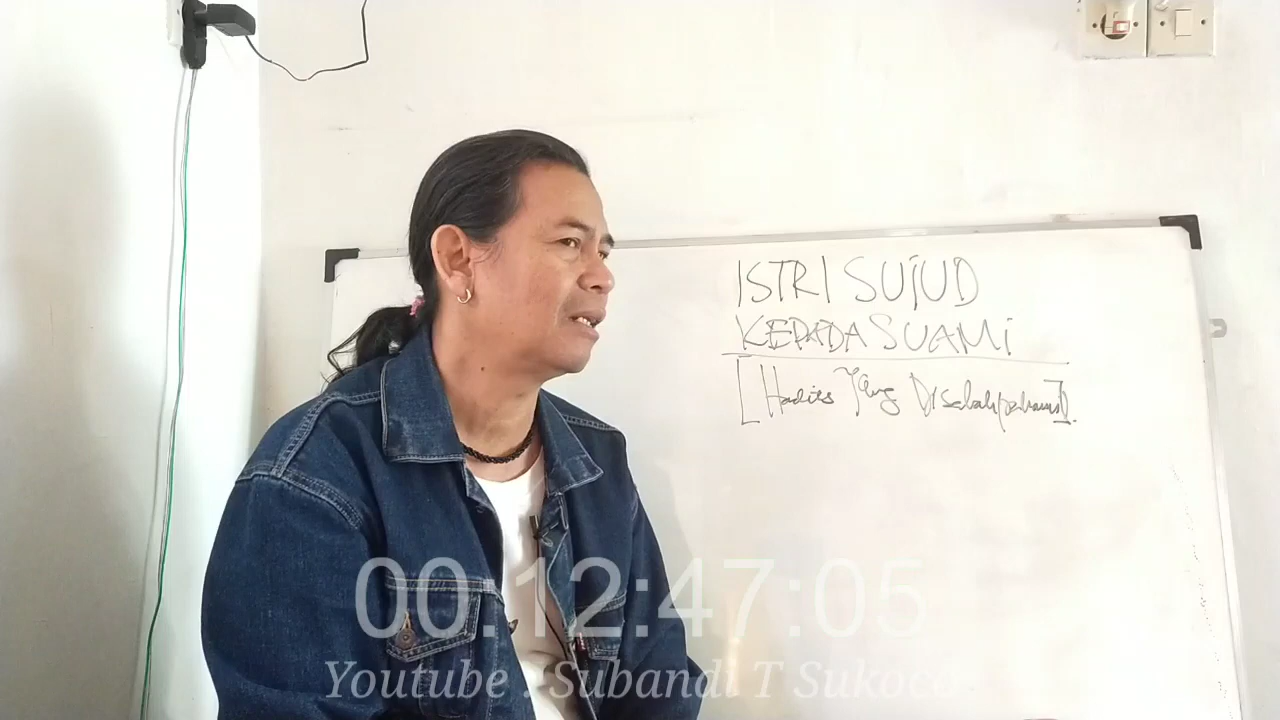 ISTRI SUJUD
KEPADA SUAMI
[Hadits Yang Disalahpahami].
00:12:47:05
Youtube : Subandi T Sukoco